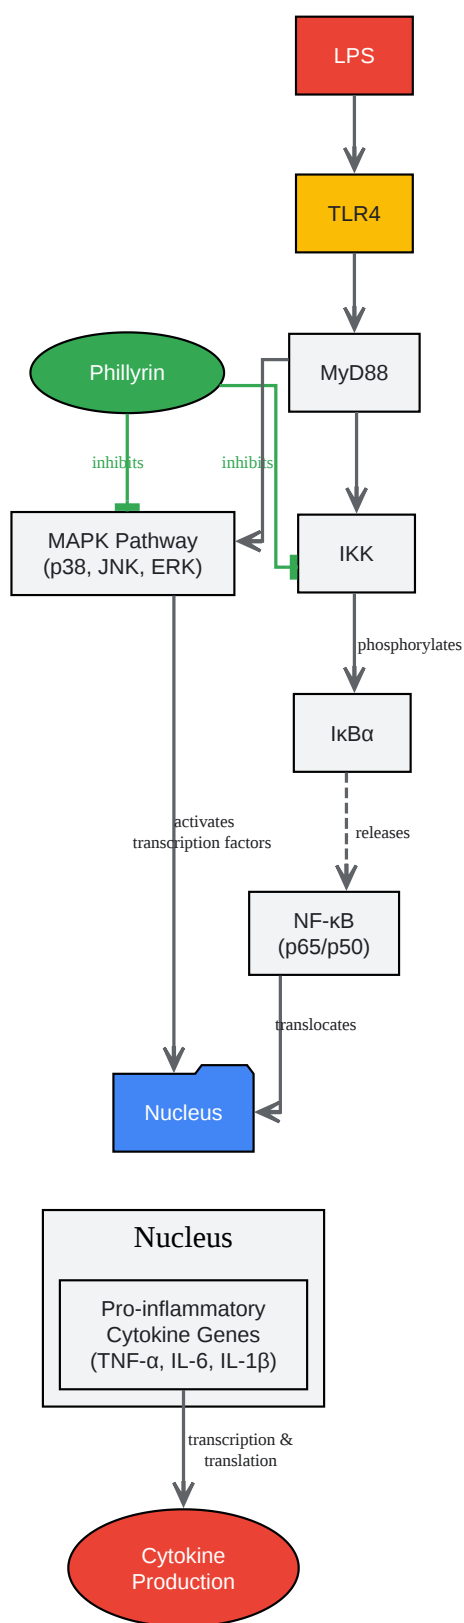 LPS
TLR4
Phillyrin
MyD88
inhibits
inhibits
MAPK Pathway
(p38, JNK, ERK)
IKK
phosphorylates
IκBα
activates
transcription factors
releases
NF-κB
(p65/p50)
translocates
Nucleus
Nucleus
Pro-inflammatory
Cytokine Genes
(TNF-α, IL-6, IL-1β)
transcription &
translation
Cytokine
Production